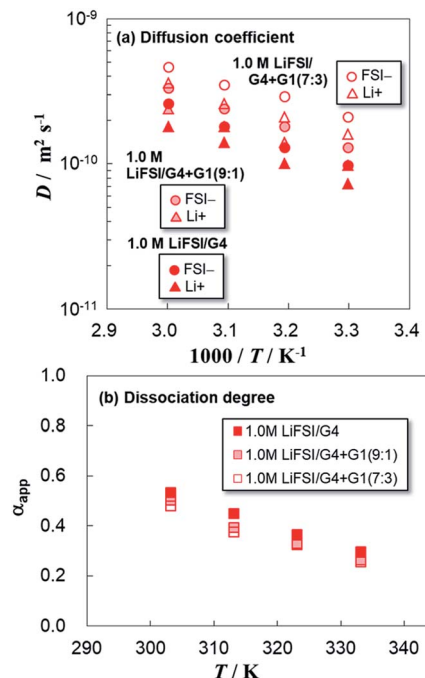 (a) Diffusion coefficient
1.0 M LiFSI/
G4+G1(7:3)
FSI–
Li+
1.0 M
LiFSI/G4+G1(9:1)
FSI–
Li+
1.0 M LiFSI/G4
FSI–
Li+
D / m² s⁻¹
10⁻⁹
10⁻¹⁰
10⁻¹¹
2.9 3.0 3.1 3.2 3.3 3.4
1000 / T / K⁻¹
(b) Dissociation degree
1.0M LiFSI/G4
1.0M LiFSI/G4+G1(9:1)
1.0M LiFSI/G4+G1(7:3)
αapp
1.0
0.8
0.6
0.4
0.2
0.0
290 300 310 320 330 340
T / K